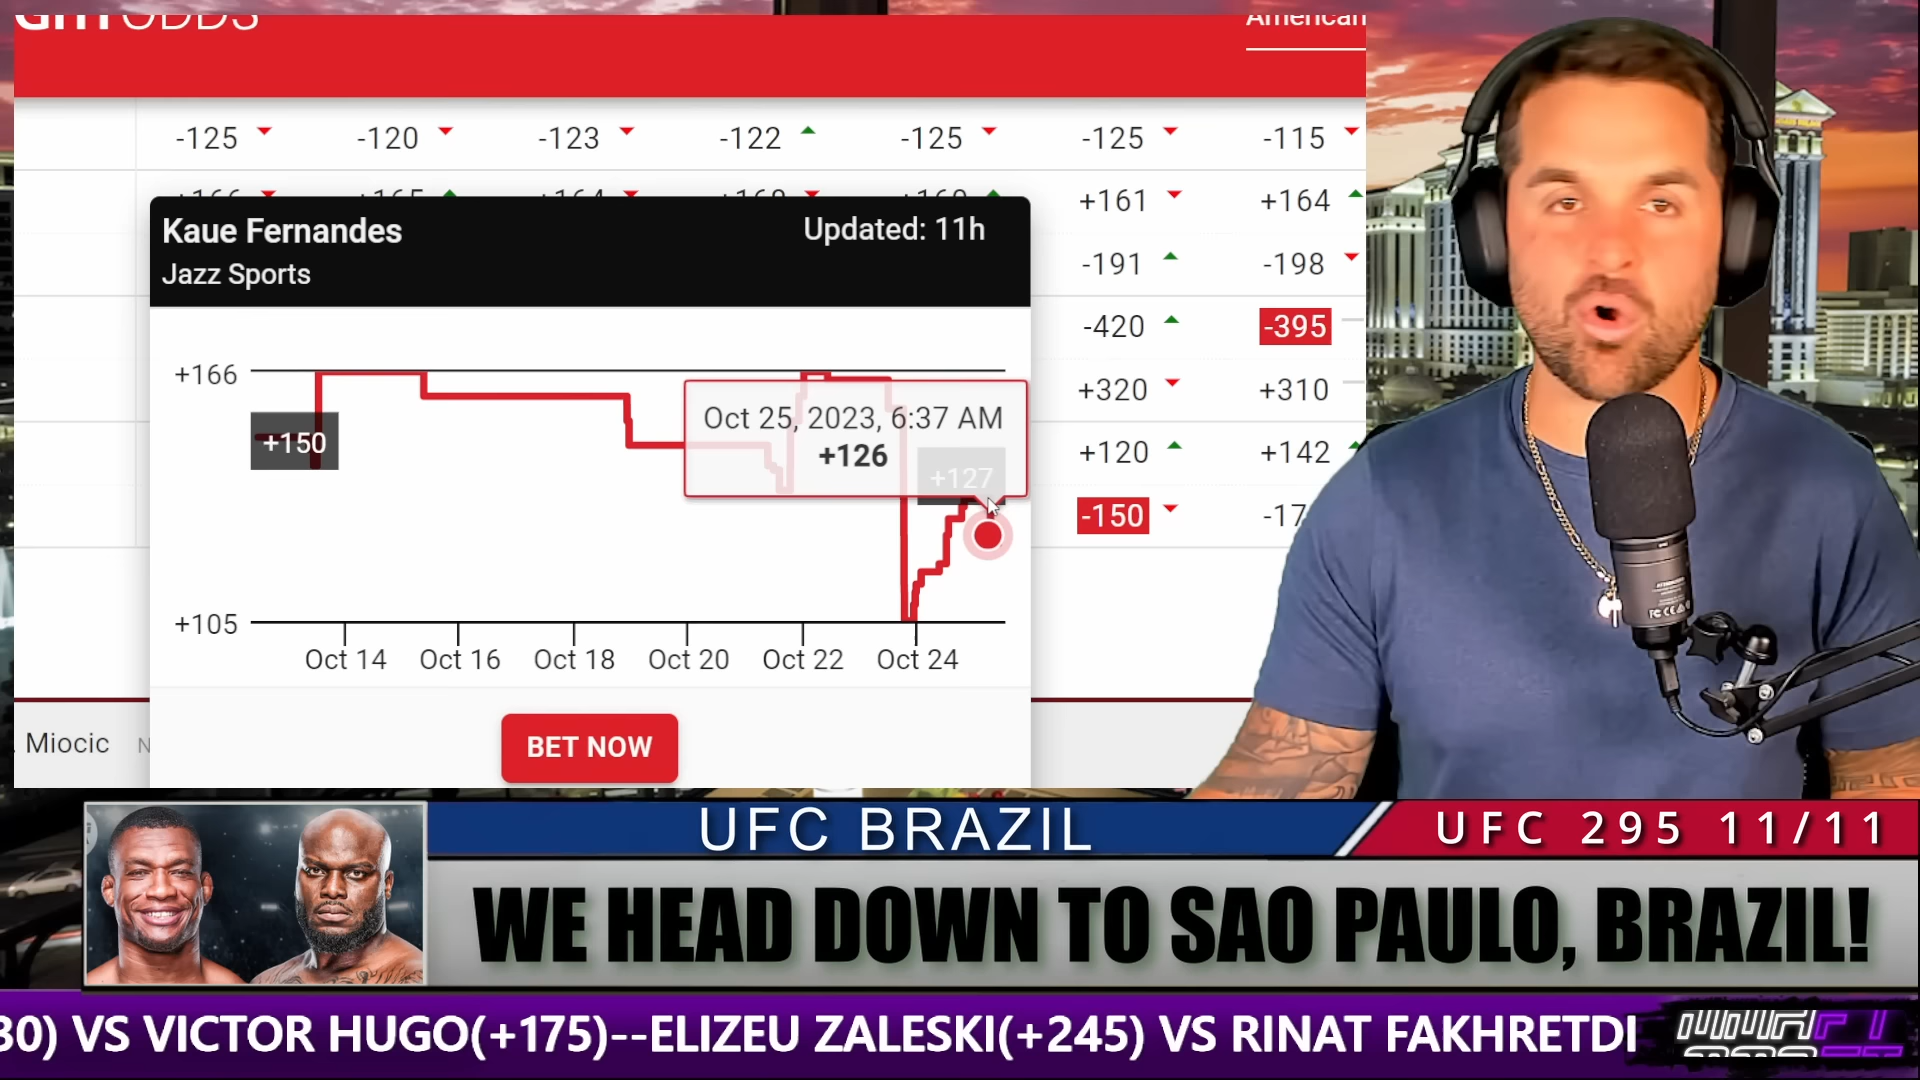 American
-125 -120 -123 -122 -125 -125 -115
+161 +164
Kaue Fernandes Updated: 11h
Jazz Sports
-191 -198
-420 -395
+320 +310
+120 +142
-150 -17
+166
+150
Oct 25, 2023, 6:37 AM
+126
+127
+105
Oct 14 Oct 16 Oct 18 Oct 20 Oct 22 Oct 24
Miocic
BET NOW
UFC BRAZIL
UFC 295 11/11
WE HEAD DOWN TO SAO PAULO, BRAZIL!
30) VS VICTOR HUGO(+175)--ELIZEU ZALESKI(+245) VS RINAT FAKHRETDI